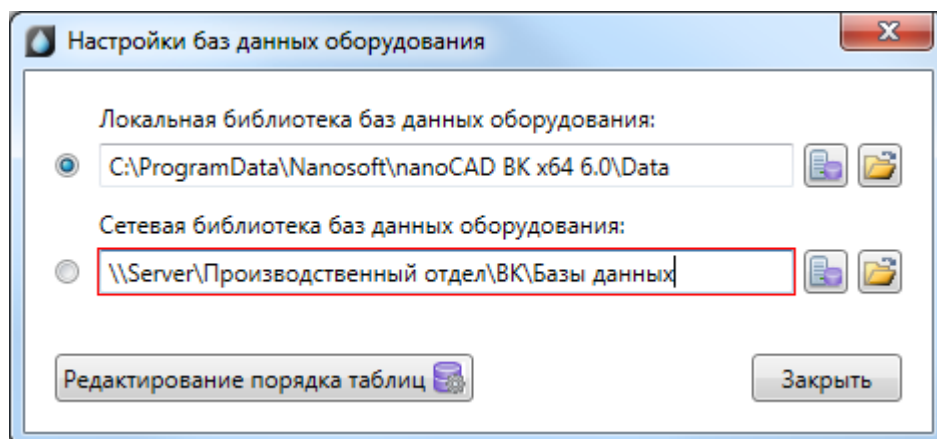 Настройки баз данных оборудования
Локальная библиотека баз данных оборудования:
C:\ProgramData\Nanosoft\nanoCAD ВК x64 6.0\Data
Сетевая библиотека баз данных оборудования:
\\Server\Производственный отдел\ВК\Базы данных
Редактирование порядка таблиц
Закрыть